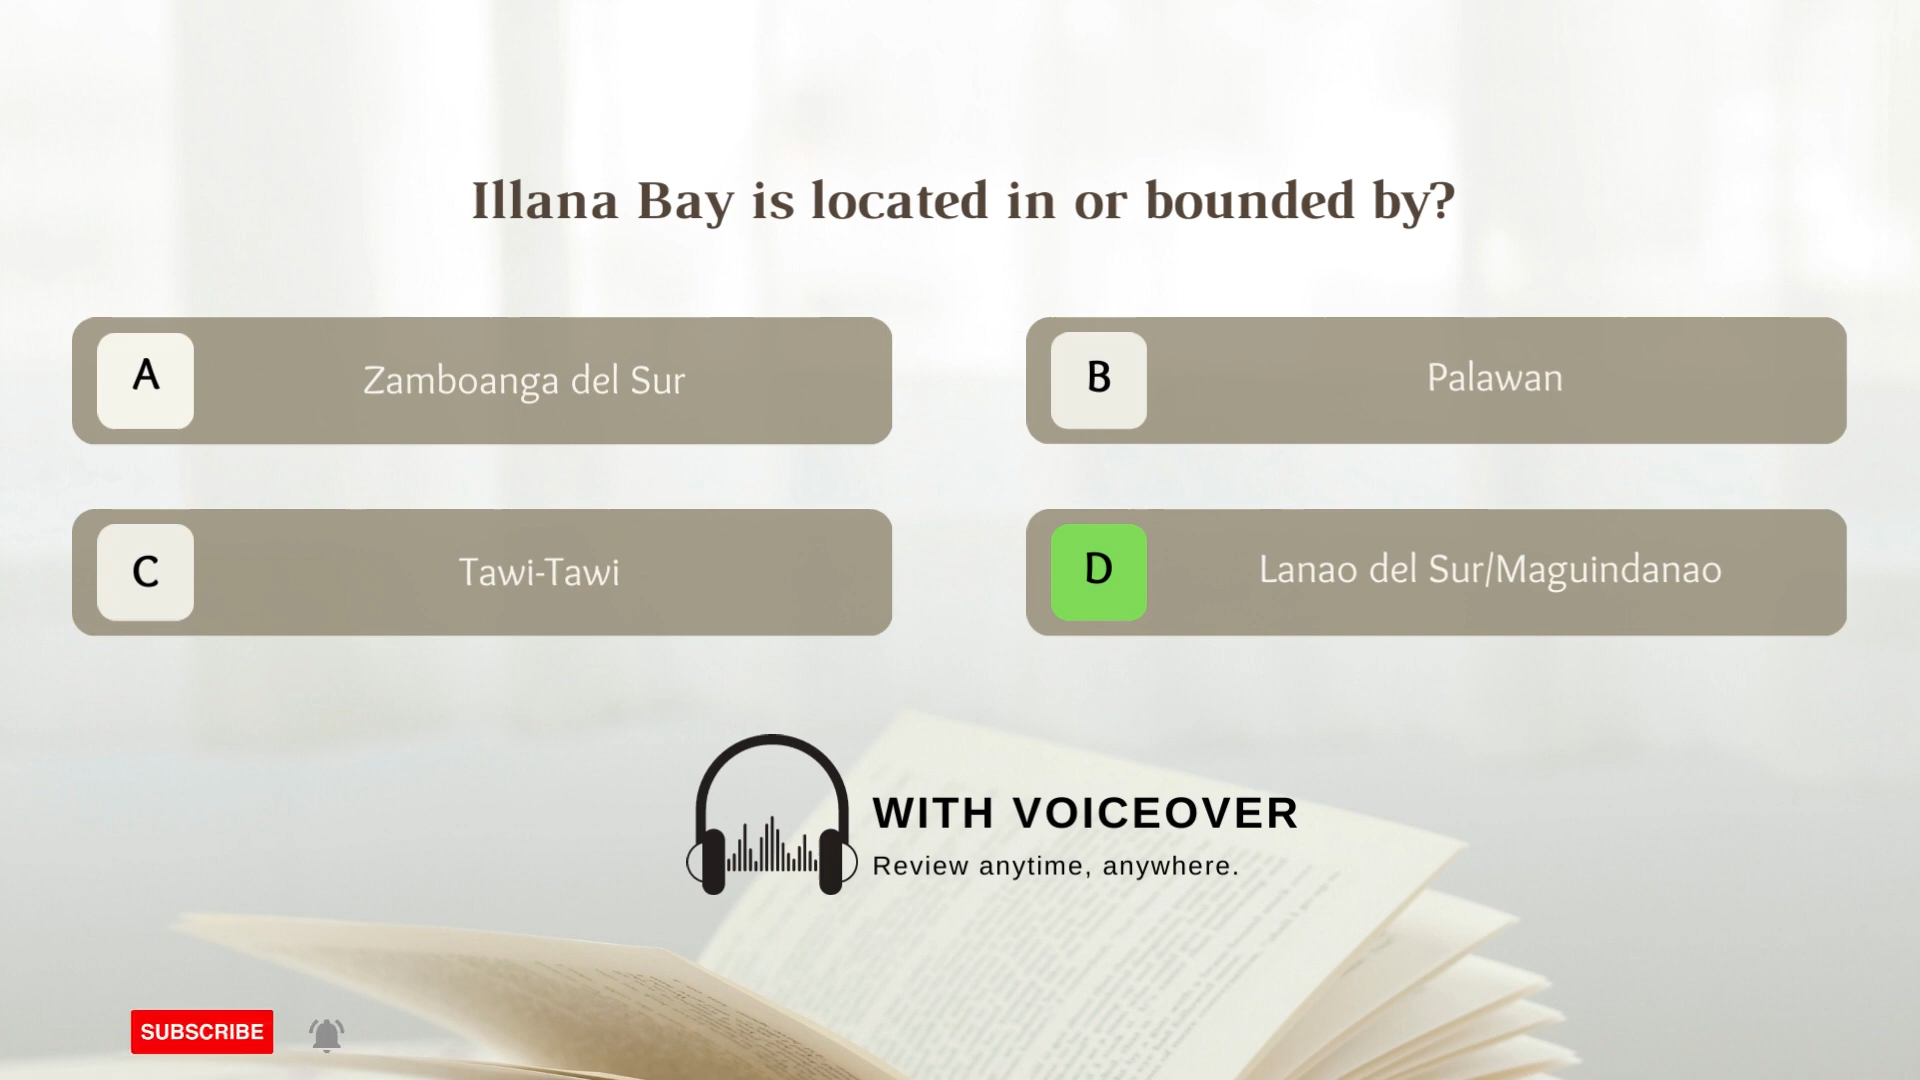 Illana Bay is located in or bounded by?
A
Zamboanga del Sur
B
Palawan
C
Tawi-Tawi
D
Lanao del Sur/Maguindanao
WITH VOICEOVER
Review anytime, anywhere.
SUBSCRIBE